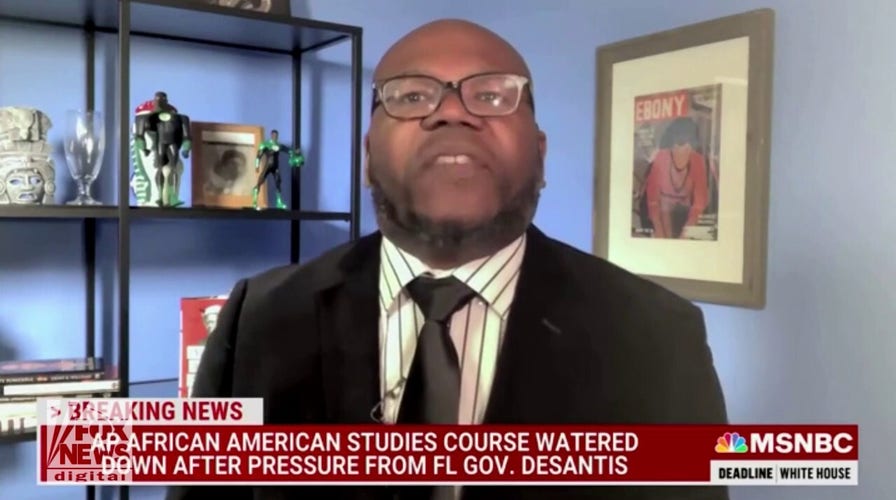 EBONY
> BREAKING NEWS
AP AFRICAN AMERICAN STUDIES COURSE WATERED
DOWN AFTER PRESSURE FROM FL GOV. DESANTIS
FOX
NEWS
digital
MSNBC
DEADLINE WHITE HOUSE